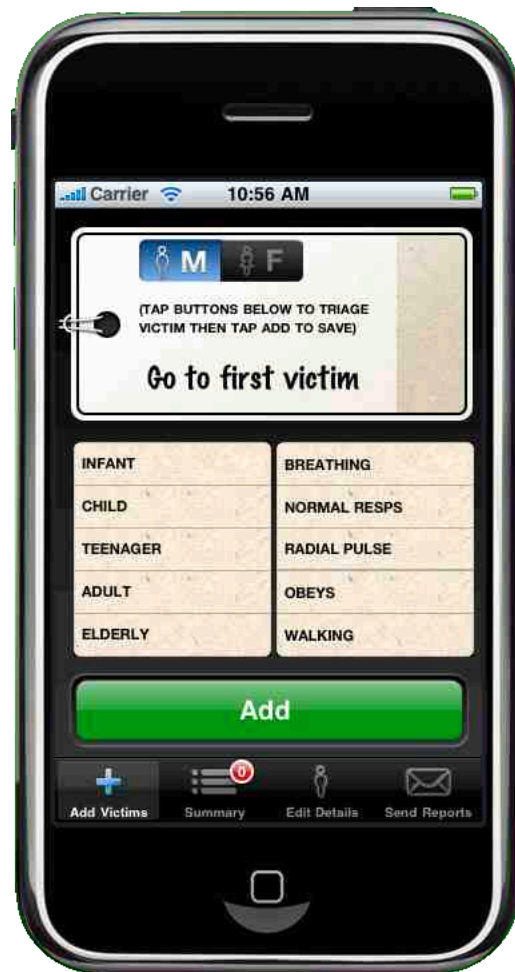 Carrier 10:56 AM
M F
(TAP BUTTONS BELOW TO TRIAGE
VICTIM THEN TAP ADD TO SAVE)
Go to first victim
INFANT
CHILD
TEENAGER
ADULT
ELDERLY
BREATHING
NORMAL RESPS
RADIAL PULSE
OBEYS
WALKING
Add
0
Add Victims Summary Edit Details Send Reports